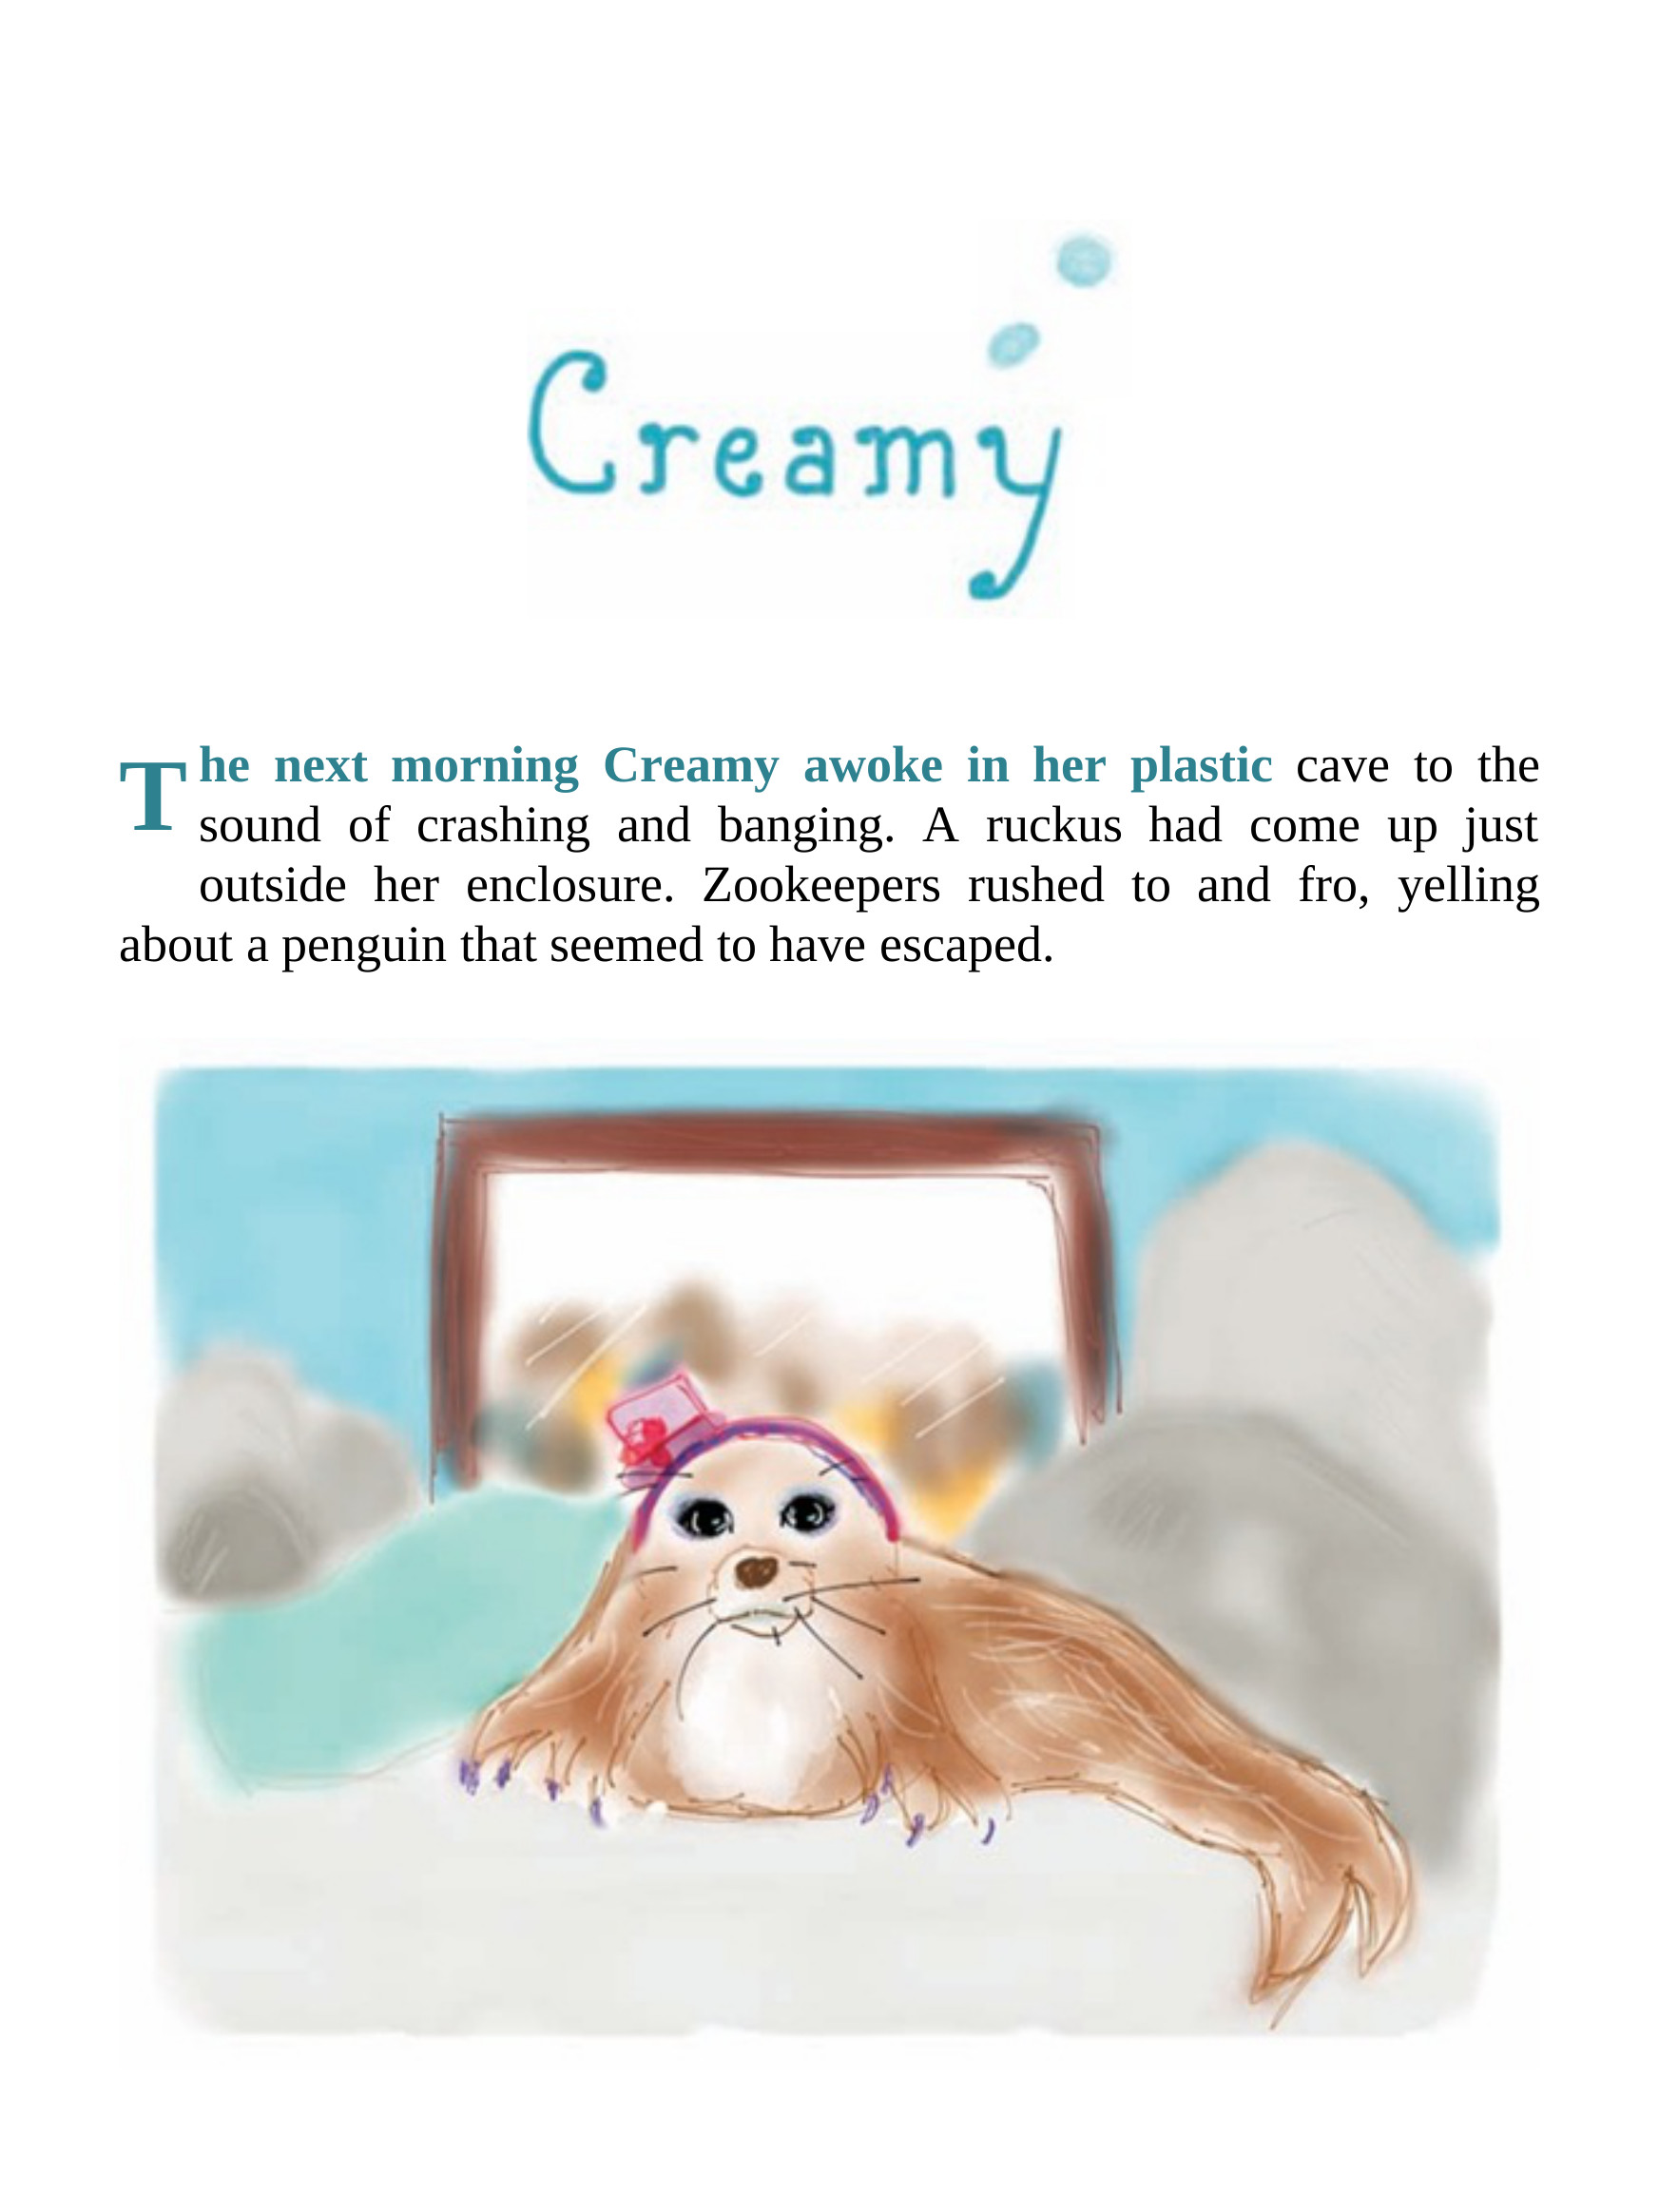 Creamy
The next morning Creamy awoke in her plastic cave to the
sound of crashing and banging. A ruckus had come up just
outside her enclosure. Zookeepers rushed to and fro, yelling
about a penguin that seemed to have escaped.